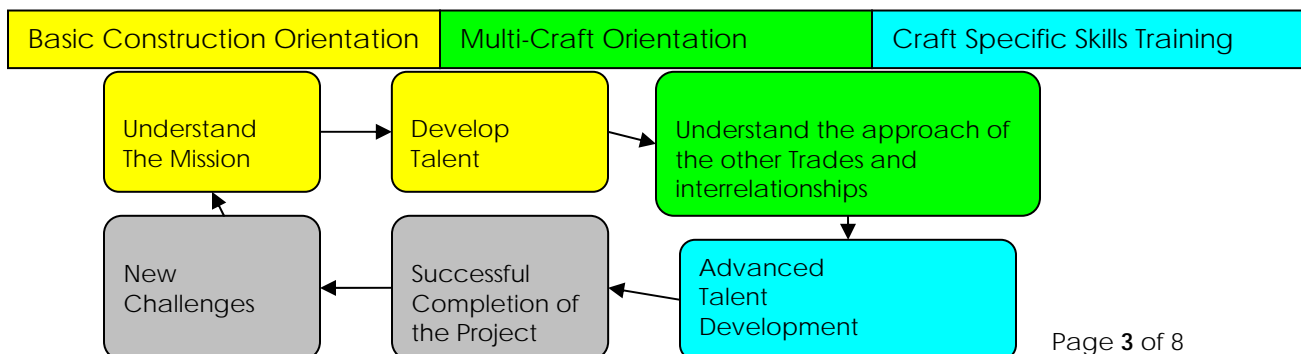 Basic Construction Orientation
Multi-Craft Orientation
Craft Specific Skills Training
Understand
The Mission
Develop
Talent
Understand the approach of
the other Trades and
interrelationships
New
Challenges
Successful
Completion of
the Project
Advanced
Talent
Development
Page 3 of 8